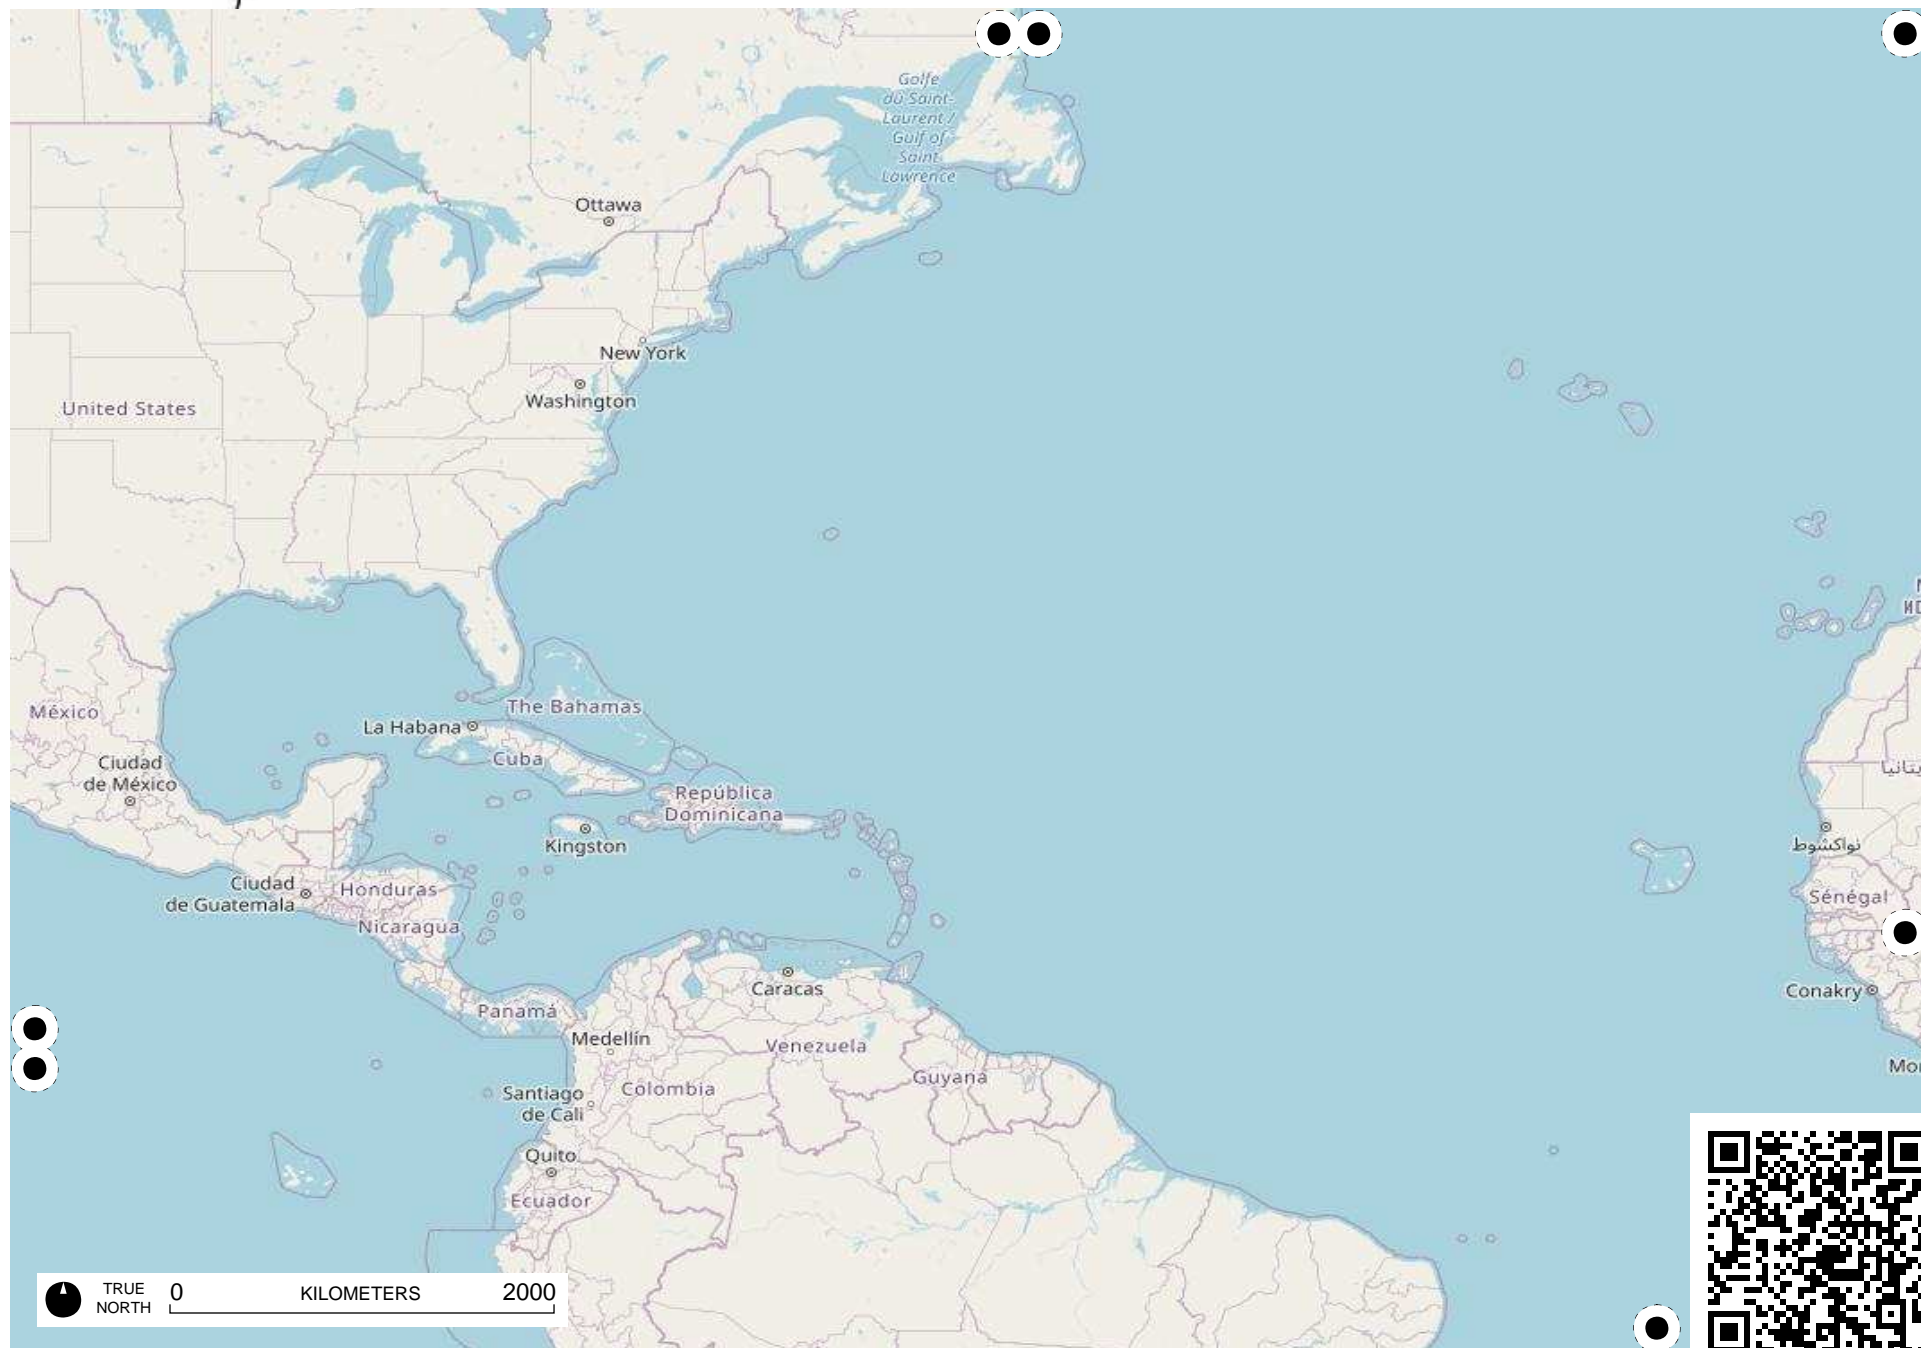 Golfe
du Saint-
Laurent /
Gulf of
Saint
Lawrence
Ottawa
New York
Washington
United States
México
The Bahamas
La Habana
Cuba
Ciudad
de México
República
Dominicana
Kingston
نواكشوط
Ciudad
de Guatemala
Honduras
Sénégal
Nicaragua
Caracas
Conakry
Panamá
Medellín
Venezuela
Guyana
Colombia
Santiago
de Cali
Quito
Ecuador
TRUE
NORTH
0 KILOMETERS 2000